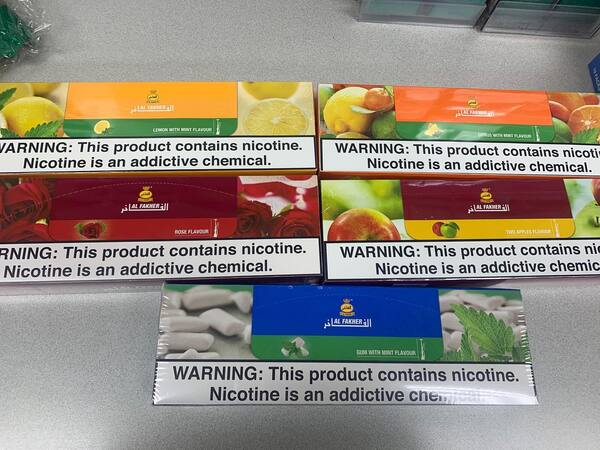 AL FAKHER الفاخر
LEMON WITH MINT FLAVOUR
WARNING: This product contains nicotine.
Nicotine is an addictive chemical.
AL FAKHER الفاخر
CITRUS WITH MINT FLAVOUR
WARNING: This product contains nicoti
Nicotine is an addictive chemical.
AL FAKHER الفاخر
ROSE FLAVOUR
RNING: This product contains nicotine.
Nicotine is an addictive chemical.
AL FAKHER الفاخر
TWO APPLES FLAVOUR
WARNING: This product contains nic
Nicotine is an addictive chemic
AL FAKHER الفاخر
GUM WITH MINT FLAVOUR
WARNING: This product contains nicotine.
Nicotine is an addictive chemical